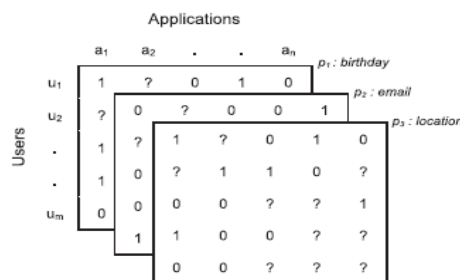 Applications
a1 a2 . . an
p1 : birthday
u1 1 ? 0 1 0
p2 : email
u2 ? 0 ? 0 0 1
p3 : location
. 1 ? 1 ? 0 1 0
? 1 1 0 ?
. 1 0 0 0 ? ? 1
um 0
1 1 0 0 ? ?
0 0 ? ? ?
Users